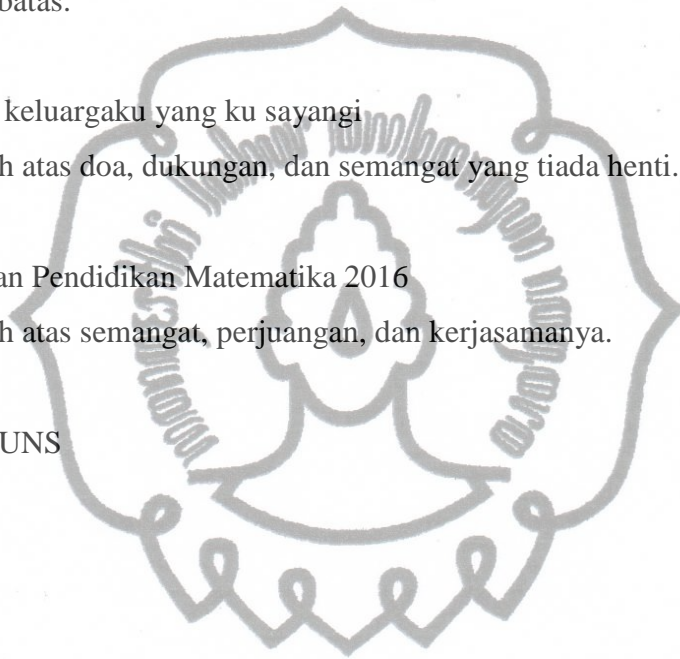 batas.
keluargaku yang ku sayangi
h atas doa, dukungan, dan semangat yang tiada henti.
an Pendidikan Matematika 2016
h atas semangat, perjuangan, dan kerjasamanya.
UNS